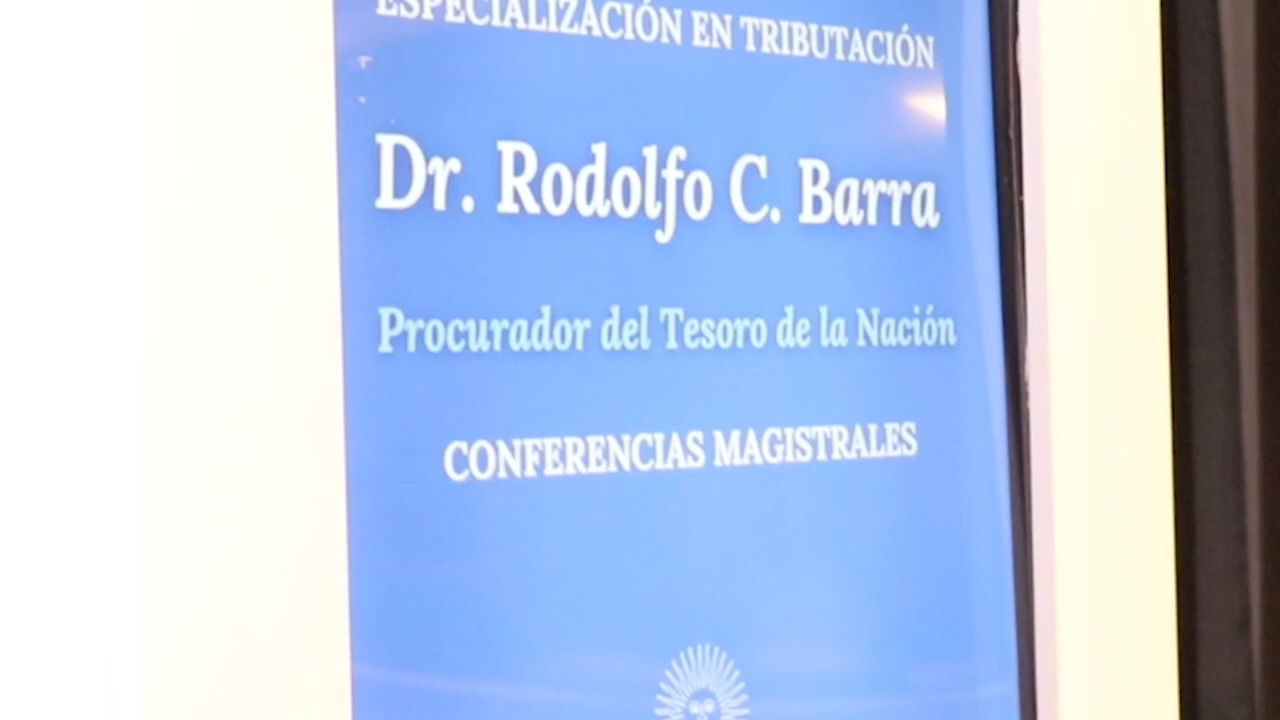 ESPECIALIZACIÓN EN TRIBUTACIÓN
Dr. Rodolfo C. Barra
Procurador del Tesoro de la Nación
CONFERENCIAS MAGISTRALES